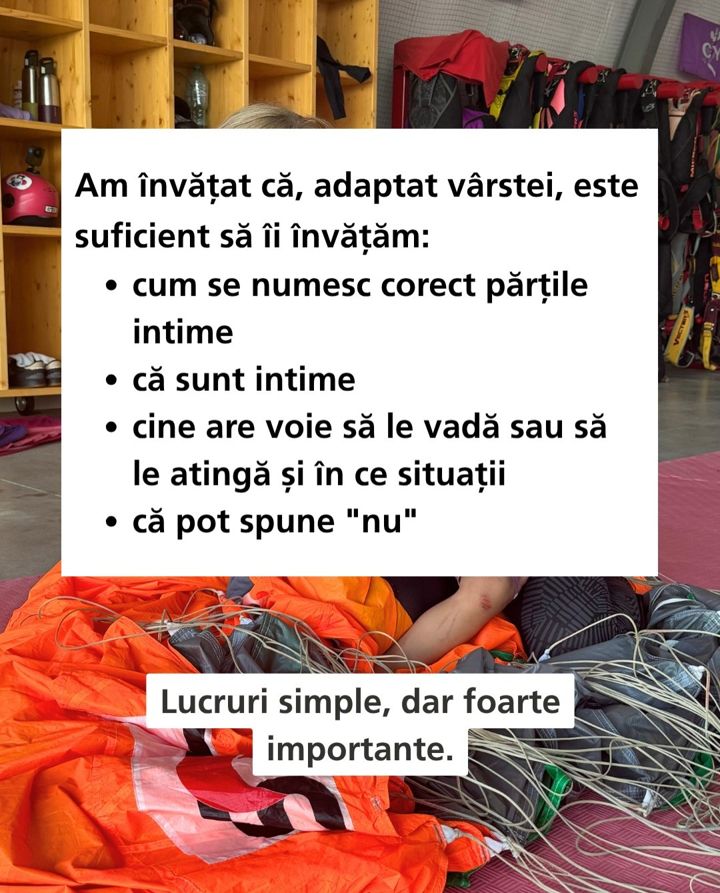 Am învățat că, adaptat vârstei, este
suficient să îi învățăm:
• cum se numesc corect părțile
intime
• că sunt intime
• cine are voie să le vadă sau să
le atingă și în ce situații
• că pot spune "nu"
Lucruri simple, dar foarte
importante.